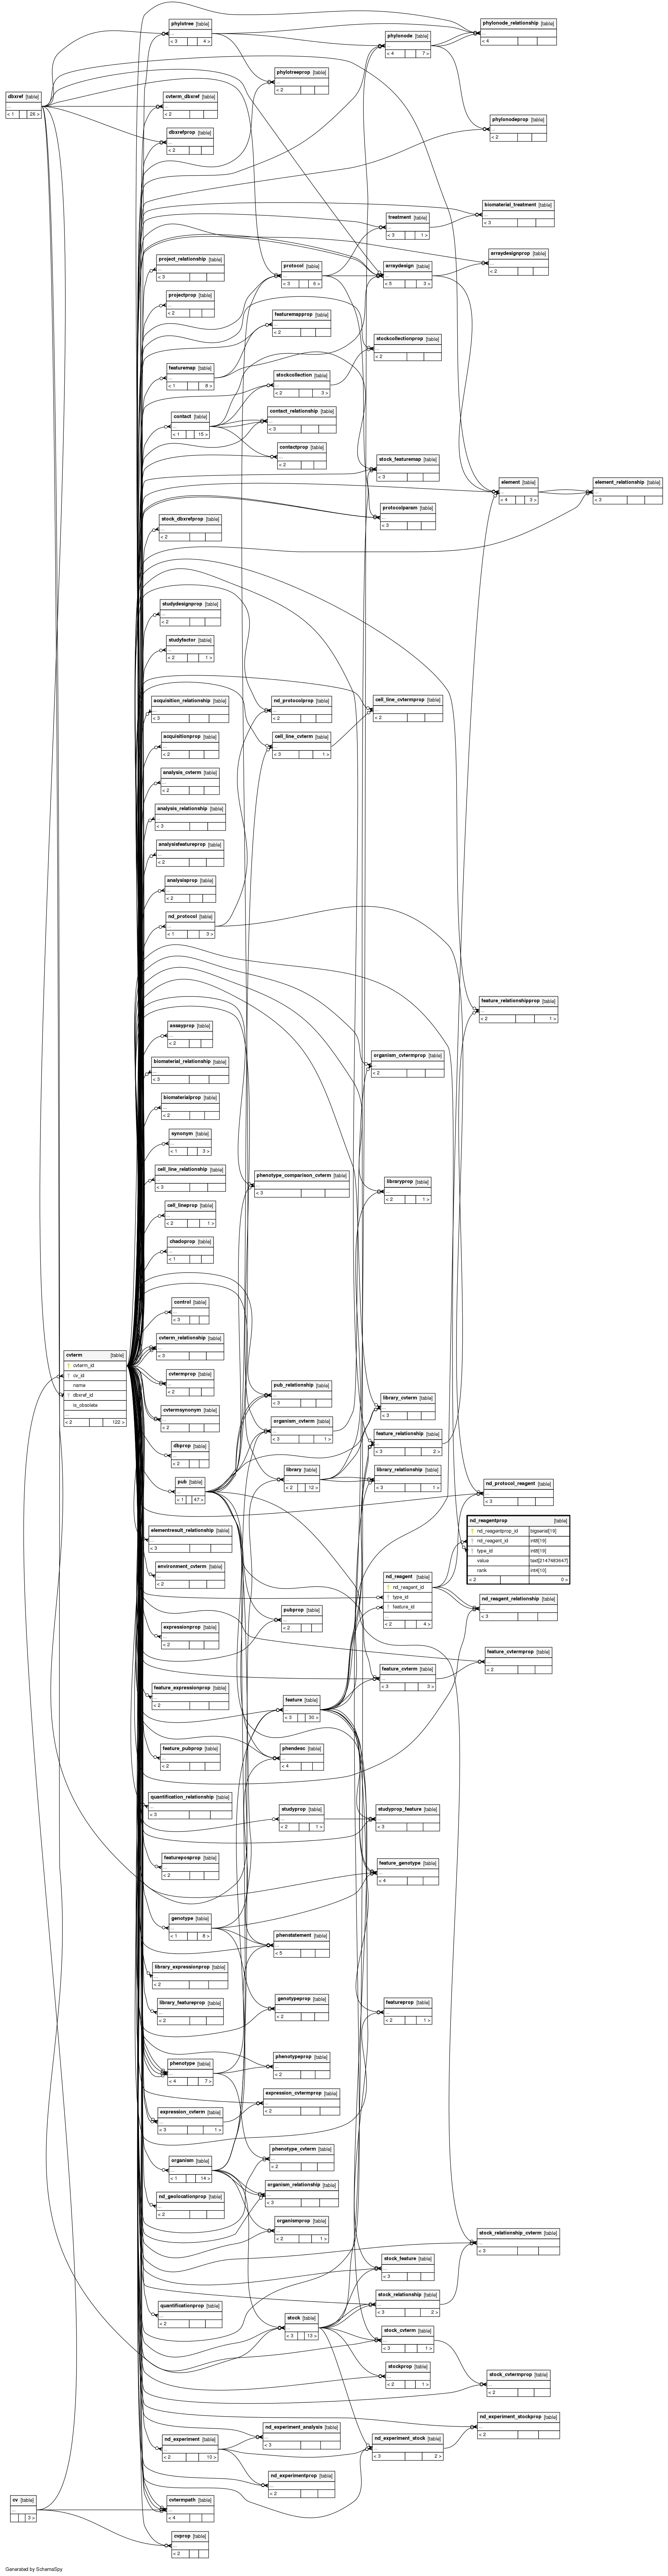 phylotree [table]
...
< 3 4 >
phylonode_relationship [table]
...
< 4
phylonode [table]
...
< 4 7 >
phylotreeprop [table]
...
< 2
dbxref [table]
...
< 1 26 >
cvterm_dbxref [table]
...
< 2
phylonodeprop [table]
...
< 2
dbxrefprop [table]
...
< 2
biomaterial_treatment [table]
...
< 3
treatment [table]
...
< 3 1 >
arraydesignprop [table]
...
< 2
project_relationship [table]
...
< 3
protocol [table]
...
< 3 6 >
arraydesign [table]
...
< 5 3 >
projectprop [table]
...
< 2
featuremapprop [table]
...
< 2
stockcollectionprop [table]
...
< 2
featuremap [table]
...
< 1 8 >
stockcollection [table]
...
< 2 3 >
contact [table]
...
< 1 15 >
contact_relationship [table]
...
< 3
contactprop [table]
...
< 2
stock_featuremap [table]
...
< 3
element [table]
...
< 4 3 >
element_relationship [table]
...
< 3
protocolparam [table]
...
< 3
stock_dbxrefprop [table]
...
< 2
studydesignprop [table]
...
< 2
studyfactor [table]
...
< 2 1 >
acquisition_relationship [table]
...
< 3
nd_protocolprop [table]
...
< 2
cell_line_cvtermprop [table]
...
< 2
acquisitionprop [table]
...
< 2
cell_line_cvterm [table]
...
< 3 1 >
analysis_cvterm [table]
...
< 2
analysis_relationship [table]
...
< 3
analysisfeatureprop [table]
...
< 2
analysisprop [table]
...
< 2
nd_protocol [table]
...
< 1 3 >
feature_relationshipprop [table]
...
< 2 1 >
assayprop [table]
...
< 2
organism_cvtermprop [table]
...
< 2
biomaterial_relationship [table]
...
< 3
biomaterialprop [table]
...
< 2
synonym [table]
...
< 1 3 >
cell_line_relationship [table]
...
< 3
phenotype_comparison_cvterm [table]
...
< 3
libraryprop [table]
...
< 2 1 >
cell_lineprop [table]
...
< 2 1 >
chadoprop [table]
...
< 1
control [table]
...
< 3
cvterm_relationship [table]
...
< 3
cvterm [table]
cvterm_id
cv_id
name
dbxref_id
is_obsolete
...
< 2 122 >
cvtermprop [table]
...
< 2
pub_relationship [table]
...
< 3
library_cvterm [table]
...
< 3
cvtermsynonym [table]
...
< 2
organism_cvterm [table]
...
< 3 1 >
feature_relationship [table]
...
< 3 2 >
dbprop [table]
...
< 2
library [table]
...
< 2 12 >
library_relationship [table]
...
< 3 1 >
pub [table]
...
< 1 47 >
nd_protocol_reagent [table]
...
< 3
nd_reagentprop [table]
nd_reagentprop_id bigserial[19]
nd_reagent_id int8[19]
type_id int8[19]
value text[2147483647]
rank int4[10]
< 2 0 >
elementresult_relationship [table]
...
< 3
environment_cvterm [table]
...
< 2
nd_reagent [table]
nd_reagent_id
type_id
feature_id
...
< 2 4 >
nd_reagent_relationship [table]
...
< 3
pubprop [table]
...
< 2
expressionprop [table]
...
< 2
feature_cvtermprop [table]
...
< 2
feature_cvterm [table]
...
< 3 3 >
feature_expressionprop [table]
...
< 2
feature [table]
...
< 3 30 >
feature_pubprop [table]
...
< 2
phendesc [table]
...
< 4
quantification_relationship [table]
...
< 3
studyprop [table]
...
< 2 1 >
studyprop_feature [table]
...
< 3
featureposprop [table]
...
< 2
feature_genotype [table]
...
< 4
genotype [table]
...
< 1 8 >
phenstatement [table]
...
< 5
library_expressionprop [table]
...
< 2
library_featureprop [table]
...
< 2
genotypeprop [table]
...
< 2
featureprop [table]
...
< 2 1 >
phenotype [table]
...
< 4 7 >
phenotypeprop [table]
...
< 2
expression_cvtermprop [table]
...
< 2
expression_cvterm [table]
...
< 3 1 >
phenotype_cvterm [table]
...
< 2
organism [table]
...
< 1 14 >
organism_relationship [table]
...
< 3
nd_geolocationprop [table]
...
< 2
organismprop [table]
...
< 2 1 >
stock_relationship_cvterm [table]
...
< 3
stock_feature [table]
...
< 3
quantificationprop [table]
...
< 2
stock_relationship [table]
...
< 3 2 >
stock [table]
...
< 3 13 >
stock_cvterm [table]
...
< 3 1 >
stockprop [table]
...
< 2 1 >
stock_cvtermprop [table]
...
< 2
nd_experiment_stockprop [table]
...
< 2
nd_experiment_analysis [table]
...
< 3
nd_experiment [table]
...
< 2 10 >
nd_experiment_stock [table]
...
< 3 2 >
nd_experimentprop [table]
...
< 2
cv [table]
...
3 >
cvtermpath [table]
...
< 4
cvprop [table]
...
< 2
Generated by SchemaSpy